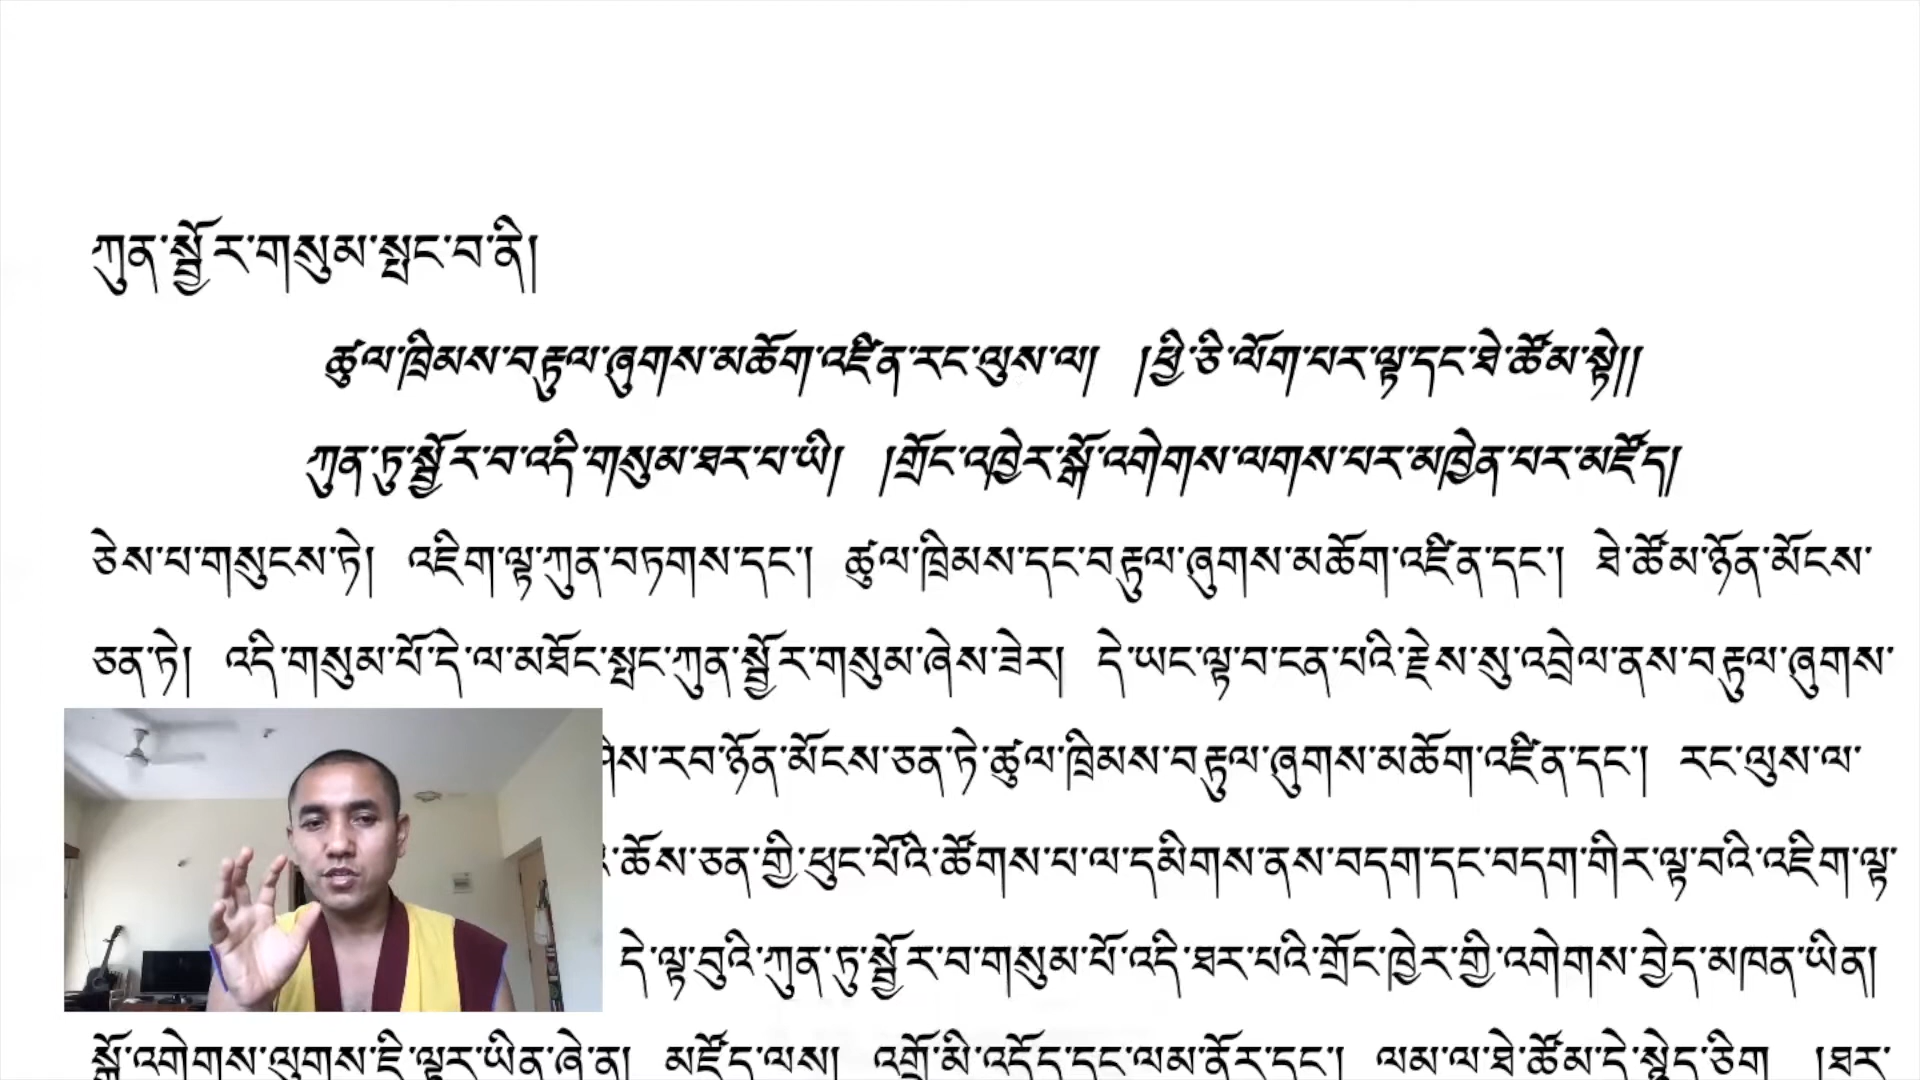 ཀུན་སྦྱོར་གསུམ་སྤང་བ་ནི།
ཚུལ་ཁྲིམས་བརྟུལ་ཞུགས་མཆོག་འཛིན་རང་ལུས་ལ། །ཕྱི་ཅི་ལོག་པར་ལྟ་དང་ཐེ་ཚོམ་སྟེ།།
ཀུན་ཏུ་སྦྱོར་བ་འདི་གསུམ་ཐར་པ་ཡི། །གྲོང་འཁྱེར་སྒོ་འགེགས་ལགས་པར་མཁྱེན་པར་མཛོད།
ཅེས་པ་གསུངས་ཏེ། འཇིག་ལྟ་ཀུན་བཏགས་དང་། ཚུལ་ཁྲིམས་དང་བརྟུལ་ཞུགས་མཆོག་འཛིན་དང་། ཐེ་ཚོམ་ཉོན་མོངས་
ཅན་ཏེ། འདི་གསུམ་པོ་དེ་ལ་མཐོང་སྤང་ཀུན་སྦྱོར་གསུམ་ཞེས་ཟེར། དེ་ཡང་ལྟ་བ་ངན་པའི་རྗེས་སུ་འབྲེལ་ནས་བརྟུལ་ཞུགས་
ཤེས་རབ་ཉོན་མོངས་ཅན་ཏེ་ཚུལ་ཁྲིམས་བརྟུལ་ཞུགས་མཆོག་འཛིན་དང་། རང་ལུས་ལ་
ཆོས་ཅན་གྱི་ཕུང་པོའི་ཚོགས་པ་ལ་དམིགས་ནས་བདག་དང་བདག་གིར་ལྟ་བའི་འཇིག་ལྟ་
དེ་ལྟ་བུའི་ཀུན་ཏུ་སྦྱོར་བ་གསུམ་པོ་འདི་ཐར་པའི་གྲོང་ཁྱེར་གྱི་འགེགས་བྱེད་མཁན་ཡིན།
སྒོ་འགེགས་ལུགས་ཇི་ལྟར་ཡིན་ཞེ་ན། མཛོད་ལས། འགྲོ་མི་འདོད་དང་ལམ་ནོར་དང་། ལམ་ལ་ཐེ་ཚོམ་དེ་སྙེད་ཅིག །ཐར་